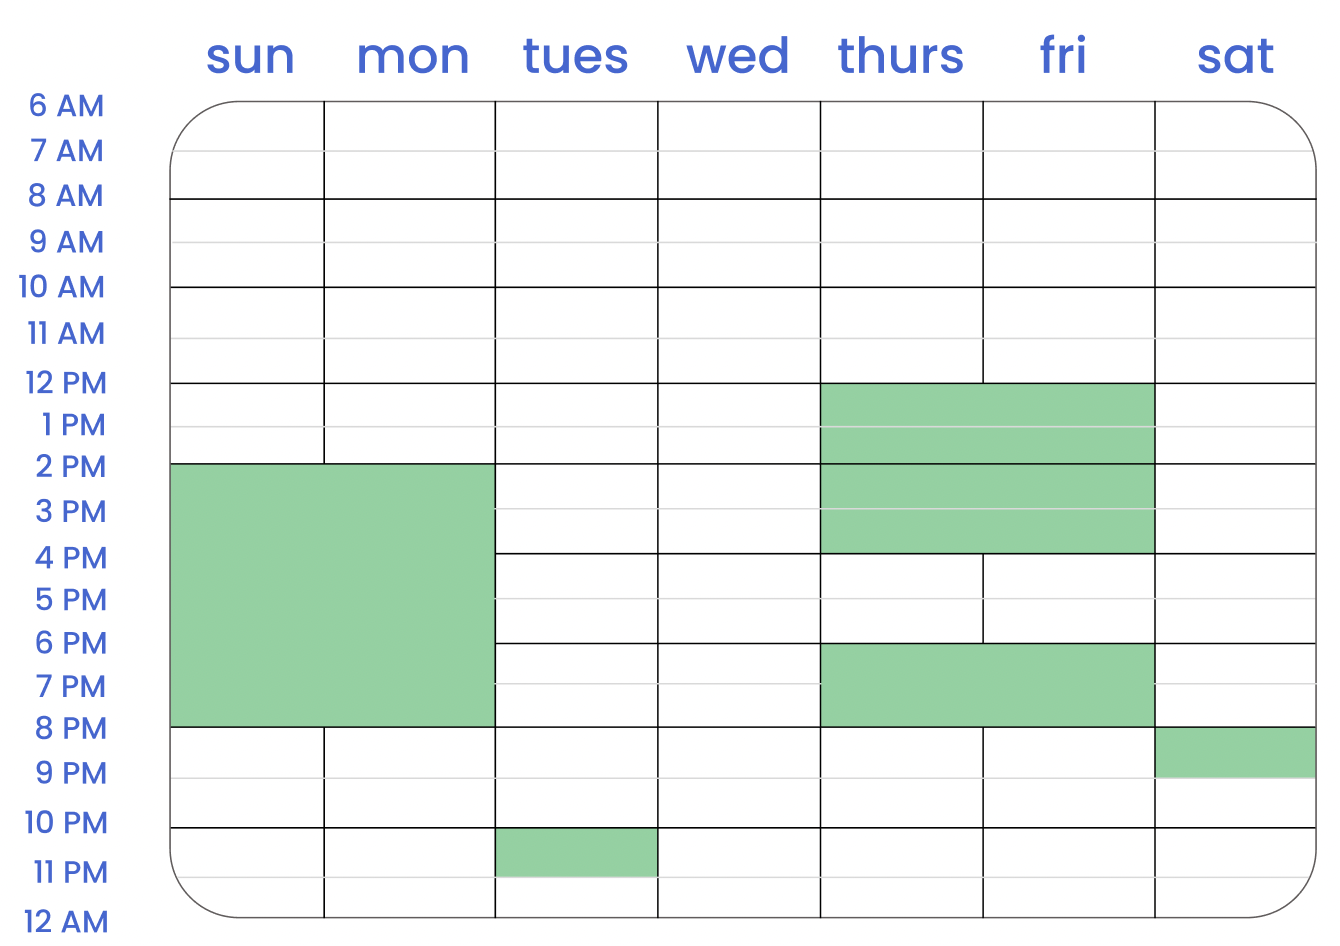 sun mon tues wed thurs fri sat
6 AM
7 AM
8 AM
9 AM
10 AM
11 AM
12 PM
1 PM
2 PM
3 PM
4 PM
5 PM
6 PM
7 PM
8 PM
9 PM
10 PM
11 PM
12 AM